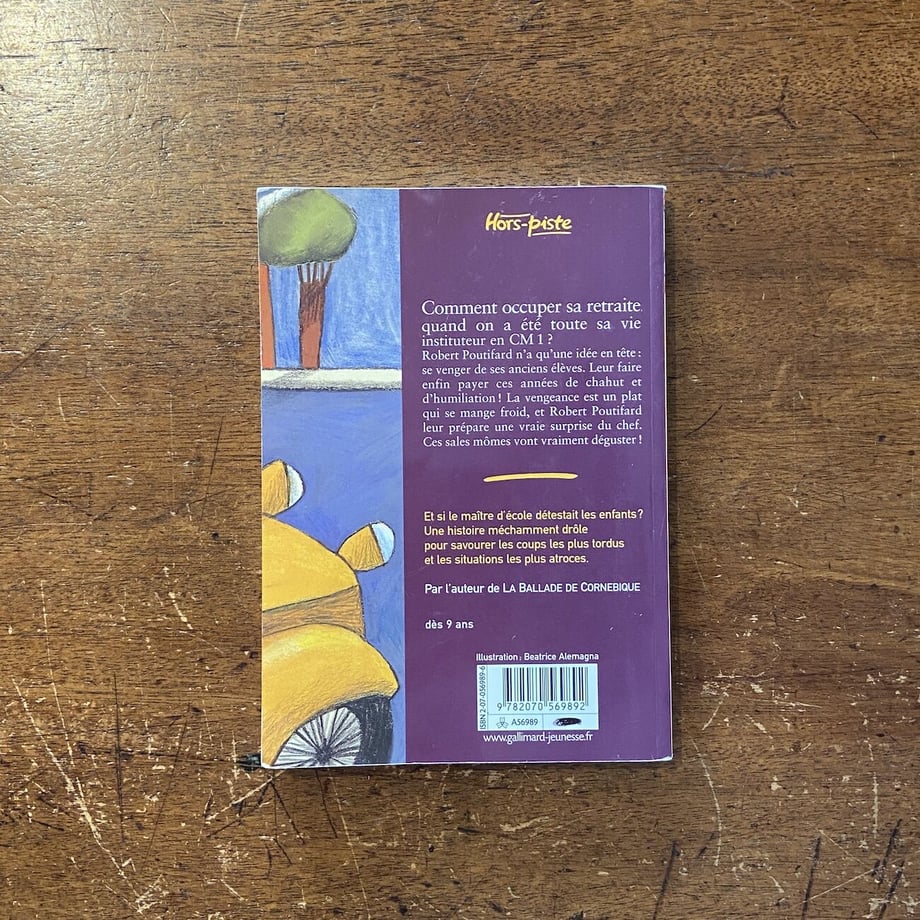 Hors-piste
Comment occuper sa retraite
quand on a été toute sa vie
instituteur en CM 1 ?
Robert Poutifard n'a qu'une idée en tête :
se venger de ses anciens élèves. Leur faire
enfin payer ces années de chahut et
d'humiliation ! La vengeance est un plat
qui se mange froid, et Robert Poutifard
leur prépare une vraie surprise du chef.
Ces sales mômes vont vraiment déguster !
Et si le maître d'école détestait les enfants ?
Une histoire méchamment drôle
pour savourer les coups les plus tordus
et les situations les plus atroces.
Par l'auteur de LA BALLADE DE CORNEBIQUE
dès 9 ans
Illustration : Beatrice Alemagna
ISBN 2-07-056989-6
9 782070 569892
A56989
www.gallimard-jeunesse.fr